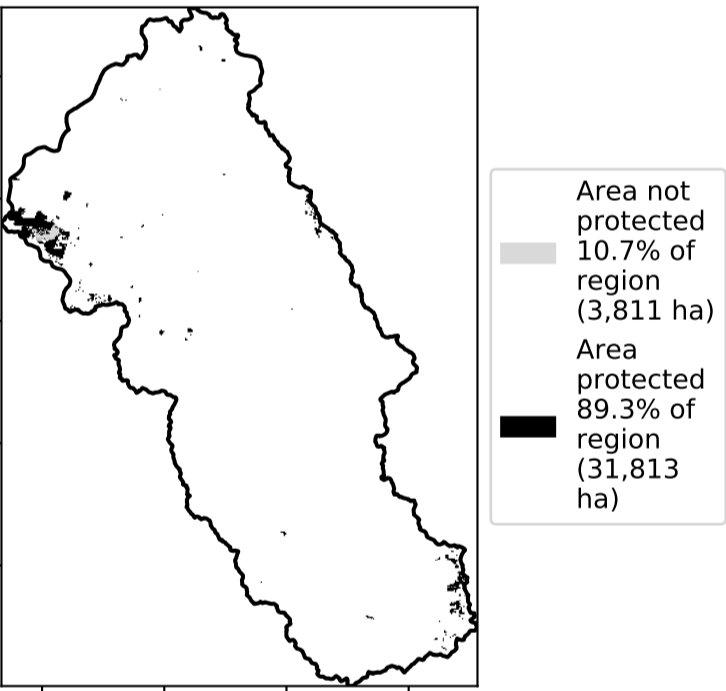 Area not
protected
10.7% of
region
(3,811 ha)
Area
protected
89.3% of
region
(31,813
ha)